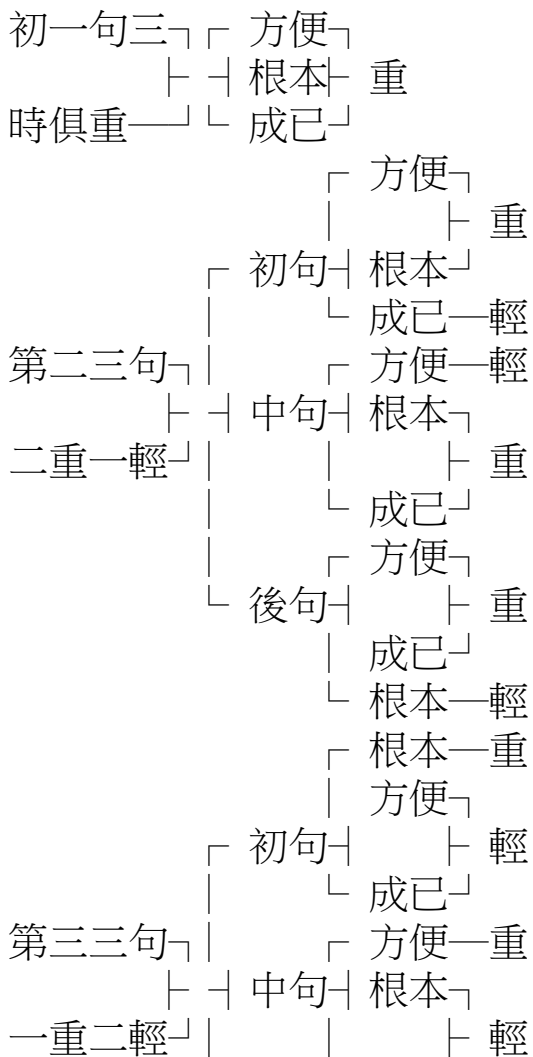 初一句三┐┌ 方便┐
├ ┤根本├ 重
時俱重─┘└ 成已┘
┌ 方便┐
│ ├ 重
┌ 初句┤根本┘
│ └ 成已─輕
第二三句┐│ ┌ 方便─輕
├ ┤中句┤根本┐
二重一輕┘│ │ ├ 重
│ └ 成已┘
│ ┌ 方便┐
└ 後句┤ ├ 重
│ 成已┘
└ 根本─輕
┌ 根本─重
│ 方便┐
┌ 初句┤ ├ 輕
│ └ 成已┘
第三三句┐│ ┌ 方便─重
├ ┤中句┤根本┐
一重二輕┘│ │ ├ 輕